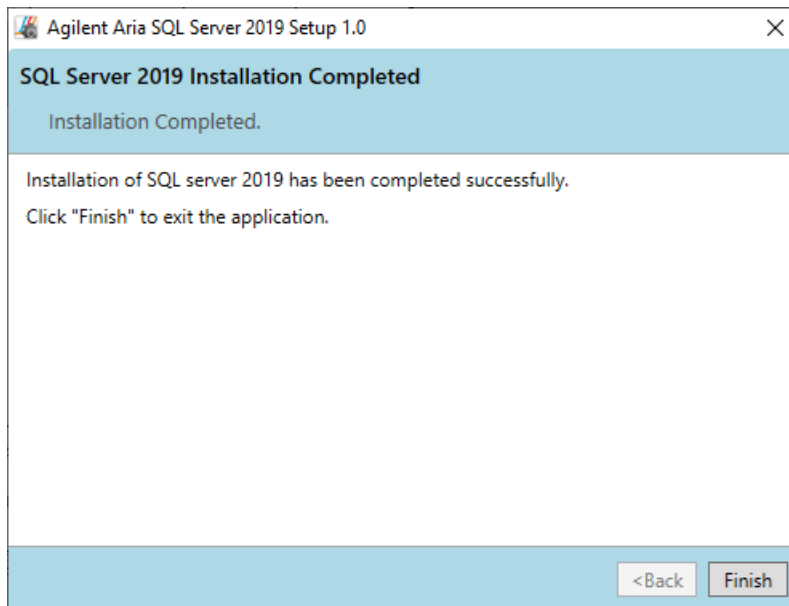 Agilent Aria SQL Server 2019 Setup 1.0
SQL Server 2019 Installation Completed
Installation Completed.
Installation of SQL server 2019 has been completed successfully.
Click "Finish" to exit the application.
<Back Finish